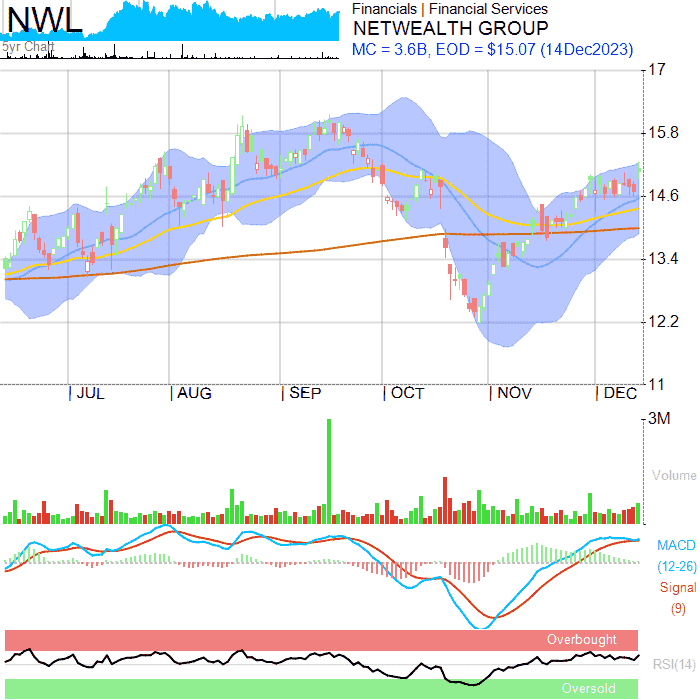 NWL
5yr Chart
Financials | Financial Services
NETWEALTH GROUP
MC = 3.6B, EOD = $15.07 (14Dec2023)
17
15.8
14.6
13.4
12.2
11
| JUL | AUG | SEP | OCT | NOV | DEC
3M
Volume
MACD
(12-26)
Signal
(9)
Overbought
RSI(14)
Oversold